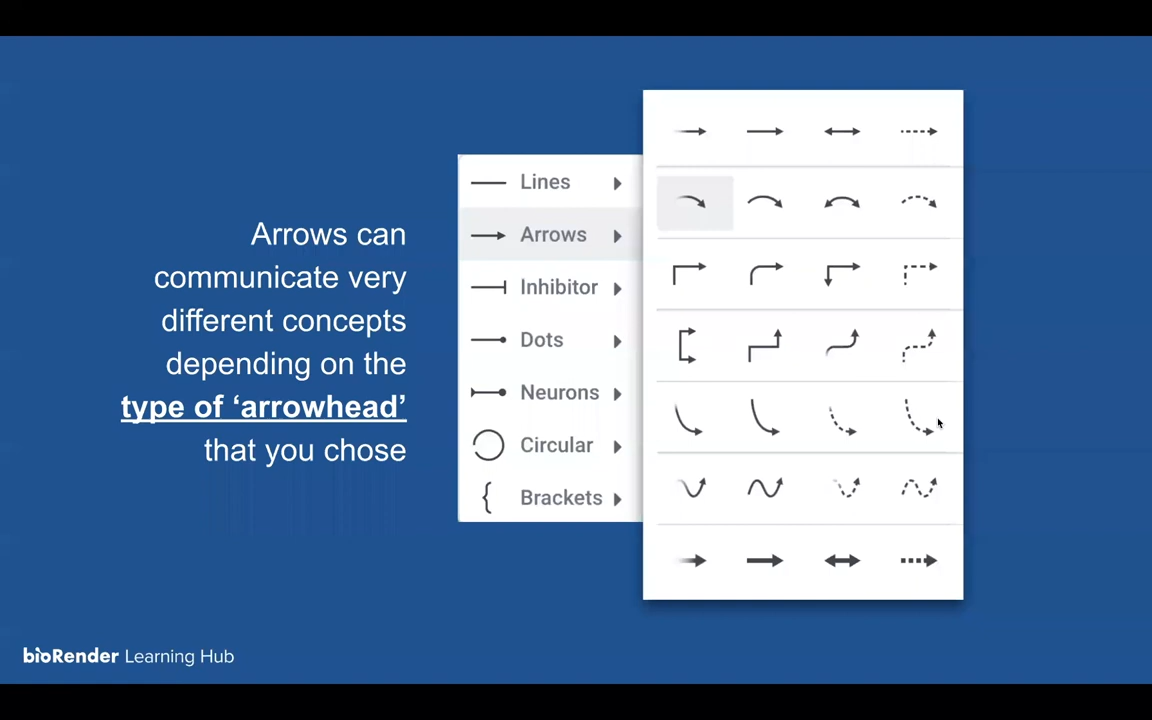 Arrows can
communicate very
different concepts
depending on the
type of ‘arrowhead’
that you chose
Lines
Arrows
Inhibitor
Dots
Neurons
Circular
Brackets
bioRender Learning Hub